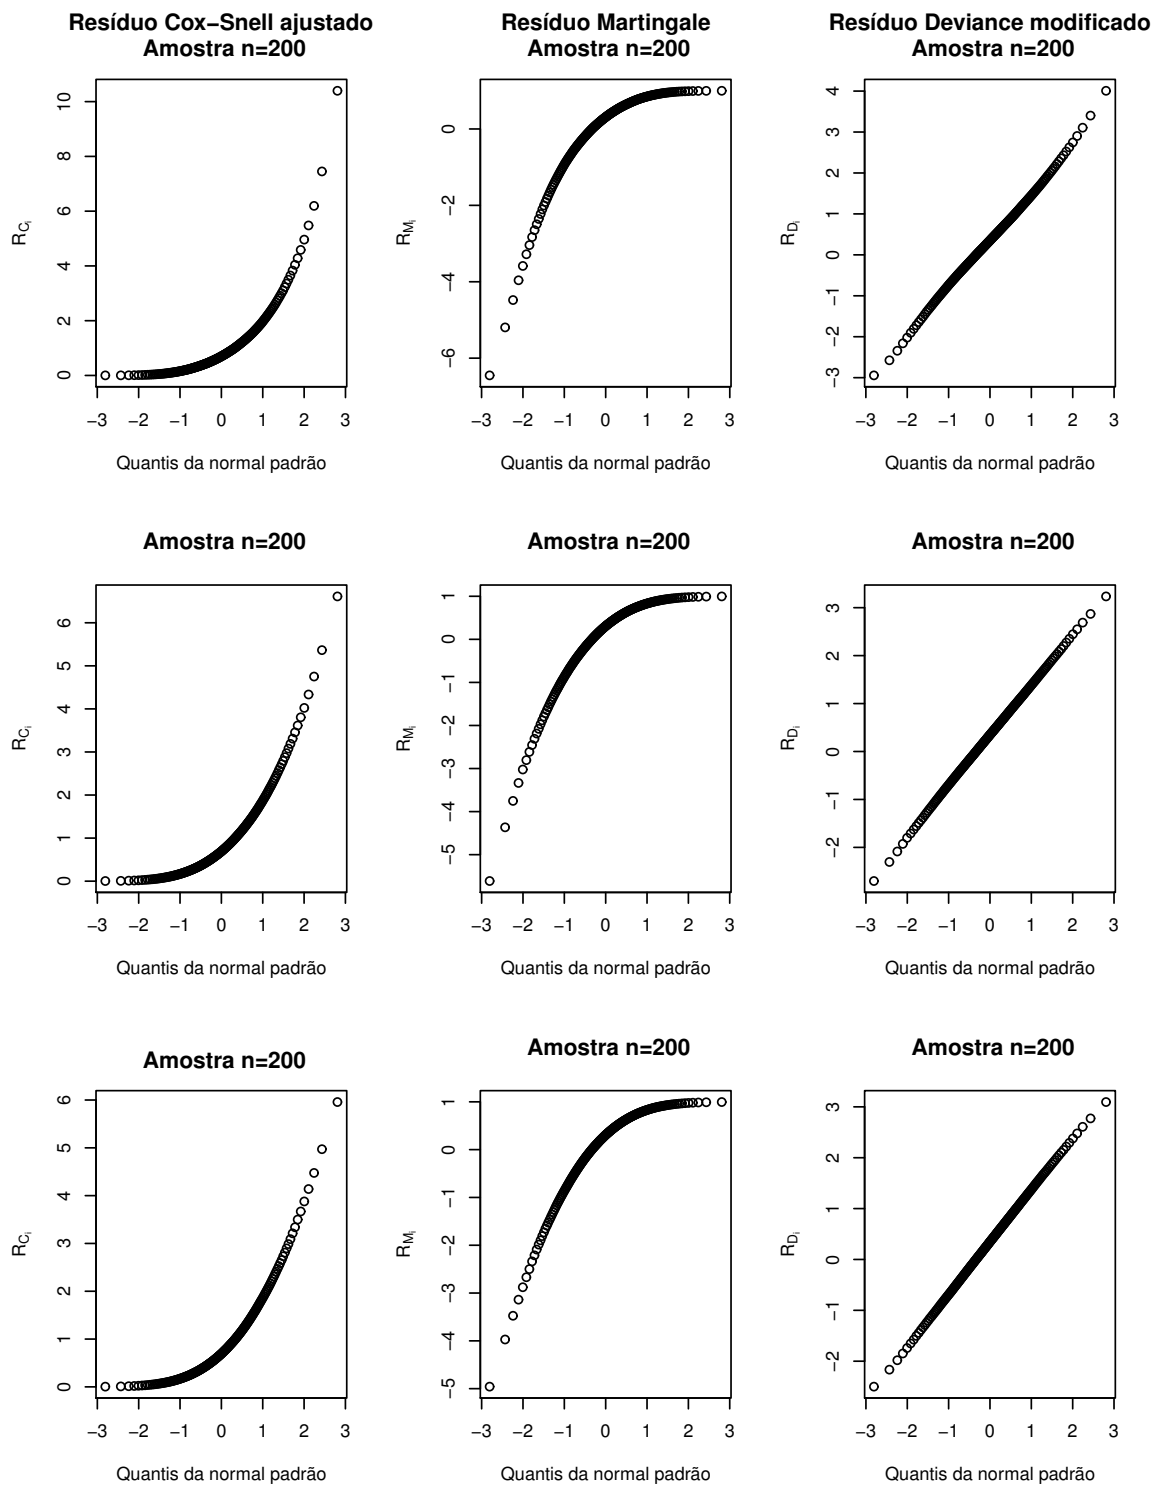 Resíduo Cox−Snell ajustado
Amostra n=200
R_Ci
0 2 4 6 8 10
−3 −2 −1 0 1 2 3
Quantis da normal padrão
Resíduo Martingale
Amostra n=200
R_Mi
−6 −4 −2 0
−3 −2 −1 0 1 2 3
Quantis da normal padrão
Resíduo Deviance modificado
Amostra n=200
R_Di
−3 −2 −1 0 1 2 3 4
−3 −2 −1 0 1 2 3
Quantis da normal padrão
Amostra n=200
R_Ci
0 1 2 3 4 5 6
−3 −2 −1 0 1 2 3
Quantis da normal padrão
Amostra n=200
R_Mi
−5 −4 −3 −2 −1 0 1
−3 −2 −1 0 1 2 3
Quantis da normal padrão
Amostra n=200
R_Di
−2 −1 0 1 2 3
−3 −2 −1 0 1 2 3
Quantis da normal padrão
Amostra n=200
R_Ci
0 1 2 3 4 5 6
−3 −2 −1 0 1 2 3
Quantis da normal padrão
Amostra n=200
R_Mi
−5 −4 −3 −2 −1 0 1
−3 −2 −1 0 1 2 3
Quantis da normal padrão
Amostra n=200
R_Di
−2 −1 0 1 2 3
−3 −2 −1 0 1 2 3
Quantis da normal padrão